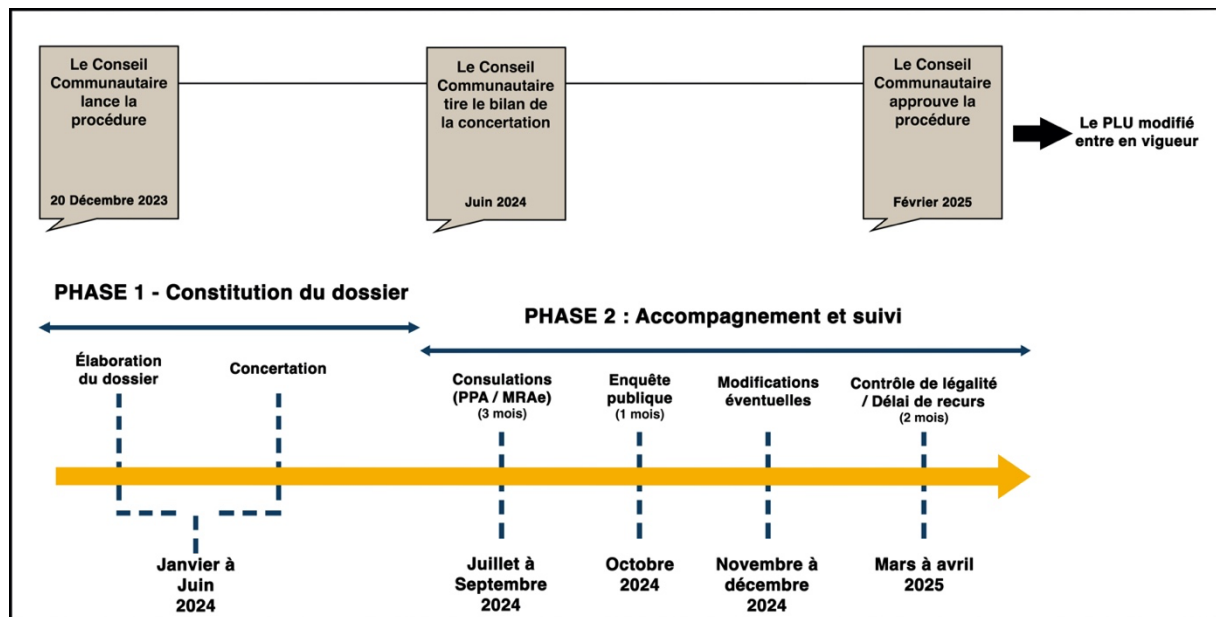 Le Conseil
Communautaire
lance la
procédure
20 Décembre 2023
Le Conseil
Communautaire
tire le bilan de
la concertation
Juin 2024
Le Conseil
Communautaire
approuve la
procédure
Février 2025
Le PLU modifié
entre en vigueur
PHASE 1 - Constitution du dossier
PHASE 2 : Accompagnement et suivi
Élaboration
du dossier
Concertation
Consulations
(PPA / MRAe)
(3 mois)
Enquête
publique
(1 mois)
Modifications
éventuelles
Contrôle de légalité
/ Délai de recurs
(2 mois)
Janvier à
Juin
2024
Juillet à
Septembre
2024
Octobre
2024
Novembre à
décembre
2024
Mars à avril
2025